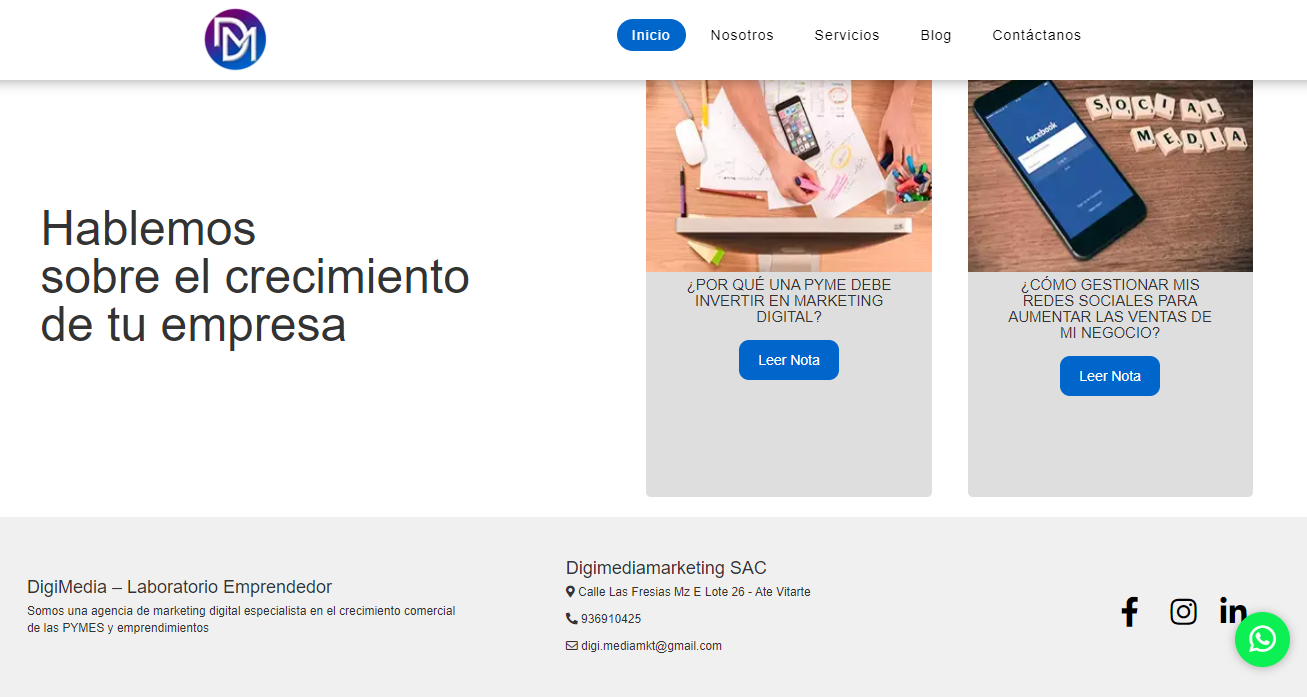 DM
Inicio
Nosotros
Servicios
Blog
Contáctanos
Hablemos
sobre el crecimiento
de tu empresa
¿POR QUÉ UNA PYME DEBE
INVERTIR EN MARKETING
DIGITAL?
Leer Nota
facebook
SOCIAL
MEDIA
¿CÓMO GESTIONAR MIS
REDES SOCIALES PARA
AUMENTAR LAS VENTAS DE
MI NEGOCIO?
Leer Nota
DigiMedia – Laboratorio Emprendedor
Somos una agencia de marketing digital especialista en el crecimiento comercial
de las PYMES y emprendimientos
Digimediamarketing SAC
Calle Las Fresias Mz E Lote 26 - Ate Vitarte
936910425
digi.mediamkt@gmail.com